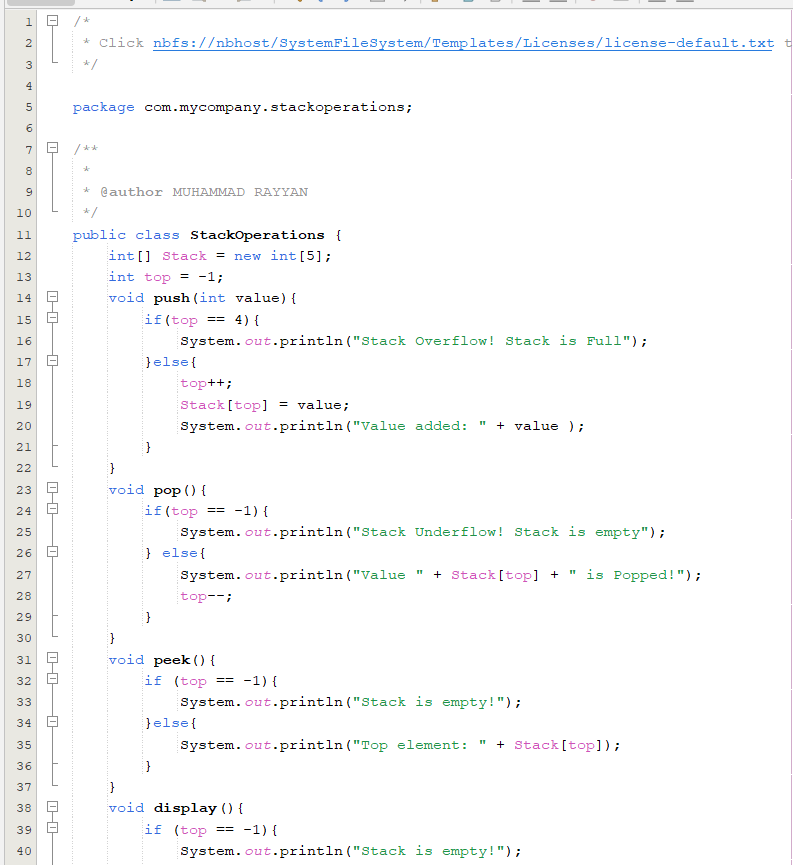 1 /*
2 * Click nbfs://nbhost/SystemFileSystem/Templates/Licenses/license-default.txt t
3 */
4
5 package com.mycompany.stackoperations;
6
7 /**
8 *
9 * @author MUHAMMAD RAYYAN
10 */
11 public class StackOperations {
12 int[] Stack = new int[5];
13 int top = -1;
14 void push(int value){
15 if(top == 4){
16 System.out.println("Stack Overflow! Stack is Full");
17 }else{
18 top++;
19 Stack[top] = value;
20 System.out.println("Value added: " + value );
21 }
22 }
23 void pop(){
24 if(top == -1){
25 System.out.println("Stack Underflow! Stack is empty");
26 } else{
27 System.out.println("Value " + Stack[top] + " is Popped!");
28 top--;
29 }
30 }
31 void peek(){
32 if (top == -1){
33 System.out.println("Stack is empty!");
34 }else{
35 System.out.println("Top element: " + Stack[top]);
36 }
37 }
38 void display(){
39 if (top == -1){
40 System.out.println("Stack is empty!");